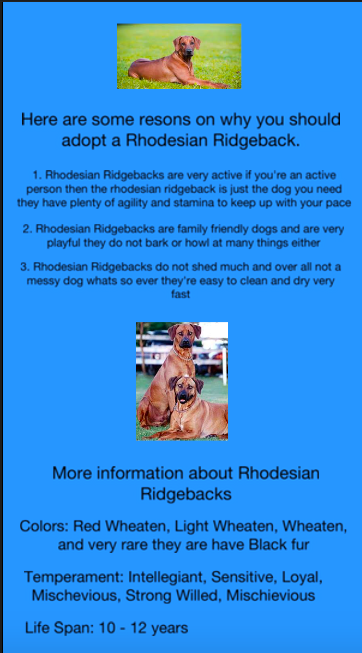 Here are some resons on why you should
adopt a Rhodesian Ridgeback.
1. Rhodesian Ridgebacks are very active if you're an active
person then the rhodesian ridgeback is just the dog you need
they have plenty of agility and stamina to keep up with your pace
2. Rhodesian Ridgebacks are family friendly dogs and are very
playful they do not bark or howl at many things either
3. Rhodesian Ridgebacks do not shed much and over all not a
messy dog whats so ever they're easy to clean and dry very
fast
More information about Rhodesian
Ridgebacks
Colors: Red Wheaten, Light Wheaten, Wheaten,
and very rare they are have Black fur
Temperament: Intellegiant, Sensitive, Loyal,
Mischevious, Strong Willed, Mischievious
Life Span: 10 - 12 years